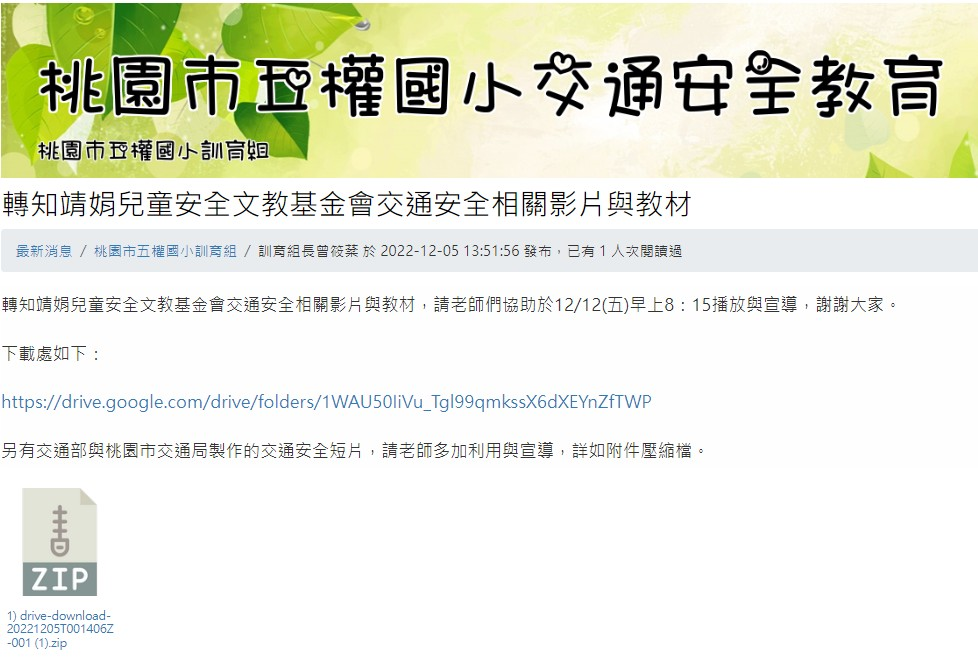 桃園市五權國小交通安全教育
桃園市五權國小訓育組
轉知靖娟兒童安全文教基金會交通安全相關影片與教材
最新消息 / 桃園市五權國小訓育組 / 訓育組長曾筱棻 於 2022-12-05 13:51:56 發布，已有 1 人次閱讀過
轉知靖娟兒童安全文教基金會交通安全相關影片與教材，請老師們協助於12/12(五)早上8：15播放與宣導，謝謝大家。
下載處如下：
https://drive.google.com/drive/folders/1WAU50IiVu_Tgl99qmkssX6dXEYnZfTWP
另有交通部與桃園市交通局製作的交通安全短片，請老師多加利用與宣導，詳如附件壓縮檔。
ZIP
1) drive-download-
20221205T001406Z
-001 (1).zip